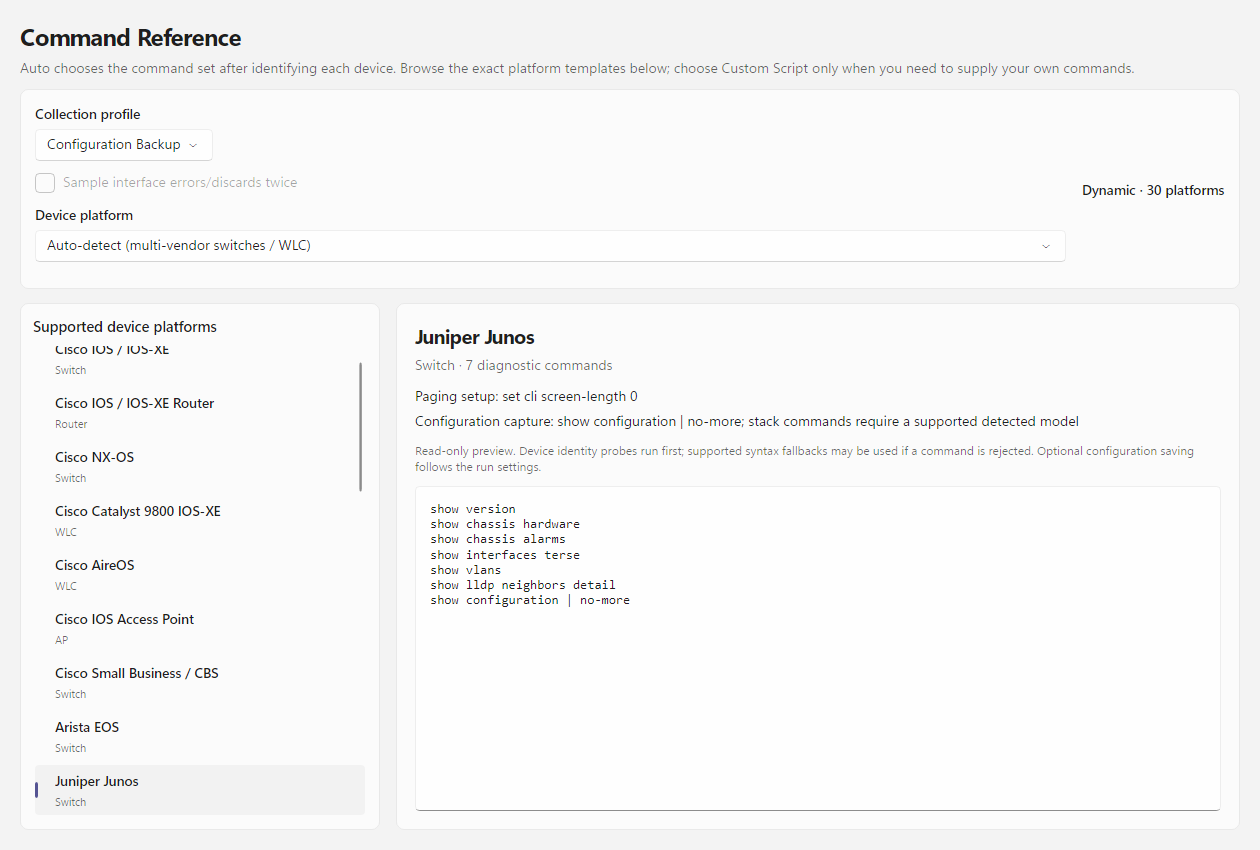 Command Reference
Auto chooses the command set after identifying each device. Browse the exact platform templates below; choose Custom Script only when you need to supply your own commands.
Collection profile
Configuration Backup
Sample interface errors/discards twice
Dynamic · 30 platforms
Device platform
Auto-detect (multi-vendor switches / WLC)
Supported device platforms
Cisco IOS / IOS-XE
Switch
Cisco IOS / IOS-XE Router
Router
Cisco NX-OS
Switch
Cisco Catalyst 9800 IOS-XE
WLC
Cisco AireOS
WLC
Cisco IOS Access Point
AP
Cisco Small Business / CBS
Switch
Arista EOS
Switch
Juniper Junos
Switch
Juniper Junos
Switch · 7 diagnostic commands
Paging setup: set cli screen-length 0
Configuration capture: show configuration | no-more; stack commands require a supported detected model
Read-only preview. Device identity probes run first; supported syntax fallbacks may be used if a command is rejected. Optional configuration saving
follows the run settings.
show version
show chassis hardware
show chassis alarms
show interfaces terse
show vlans
show lldp neighbors detail
show configuration | no-more